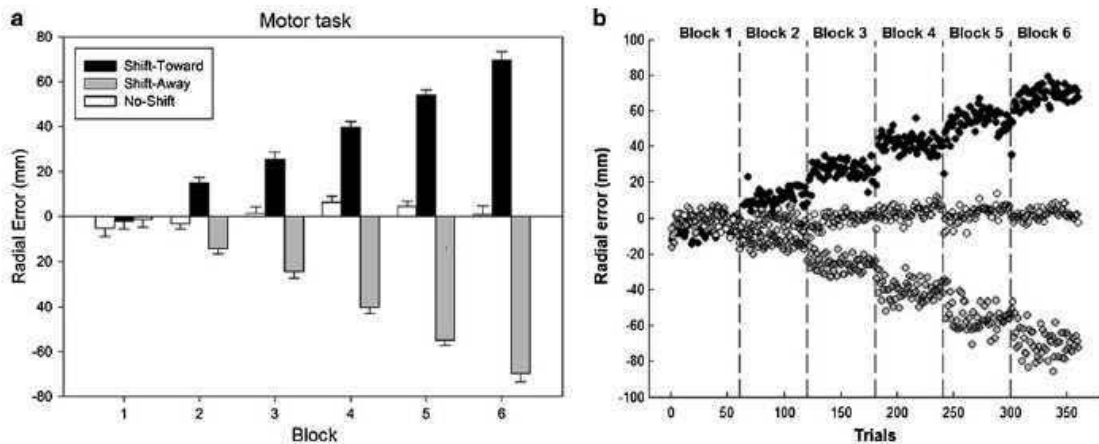 a
Motor task
80
60
40
20
0
20
40
-60
-80
Radial Error (mm)
Shift-Toward
Shift-Away
No-Shift
1 2 3 4 5 6
Block
b
Block 1 Block 2 Block 3 Block 4 Block 5 Block 6
100
80
60
40
20
0
-20
-40
-60
-80
-100
Radial error (mm)
0 50 100 150 200 250 300 350
Trials